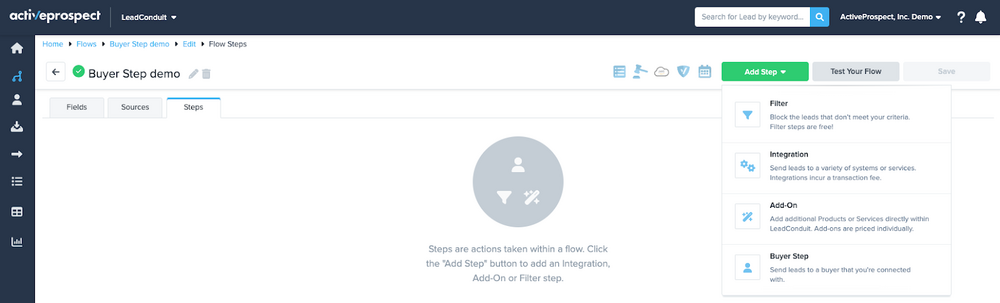 activeprospect
LeadConduit
Search for Lead by keyword...
ActiveProspect, Inc. Demo
?
Home Flows Buyer Step demo Edit Flow Steps
Buyer Step demo
Add Step
Test Your Flow
Save
Fields
Sources
Steps
Steps are actions taken within a flow. Click
the "Add Step" button to add an Integration,
Add-On or Filter step.
Filter
Block the leads that don't meet your criteria.
Filter steps are free!
Integration
Send leads to a variety of systems or services.
Integrations incur a transaction fee.
Add-On
Add additional Products or Services directly within
LeadConduit. Add-ons are priced individually.
Buyer Step
Send leads to a buyer that you're connected
with.